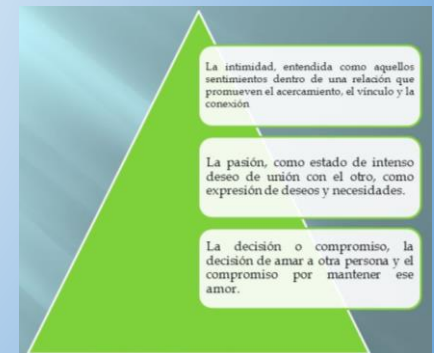 La intimidad, entendida como aquellos
sentimientos dentro de una relación que
promueven el acercamiento, el vínculo y la
conexión
La pasión, como estado de intenso
deseo de unión con el otro, como
expresión de deseos y necesidades.
La decisión o compromiso, la
decisión de amar a otra persona y el
compromiso por mantener ese
amor.